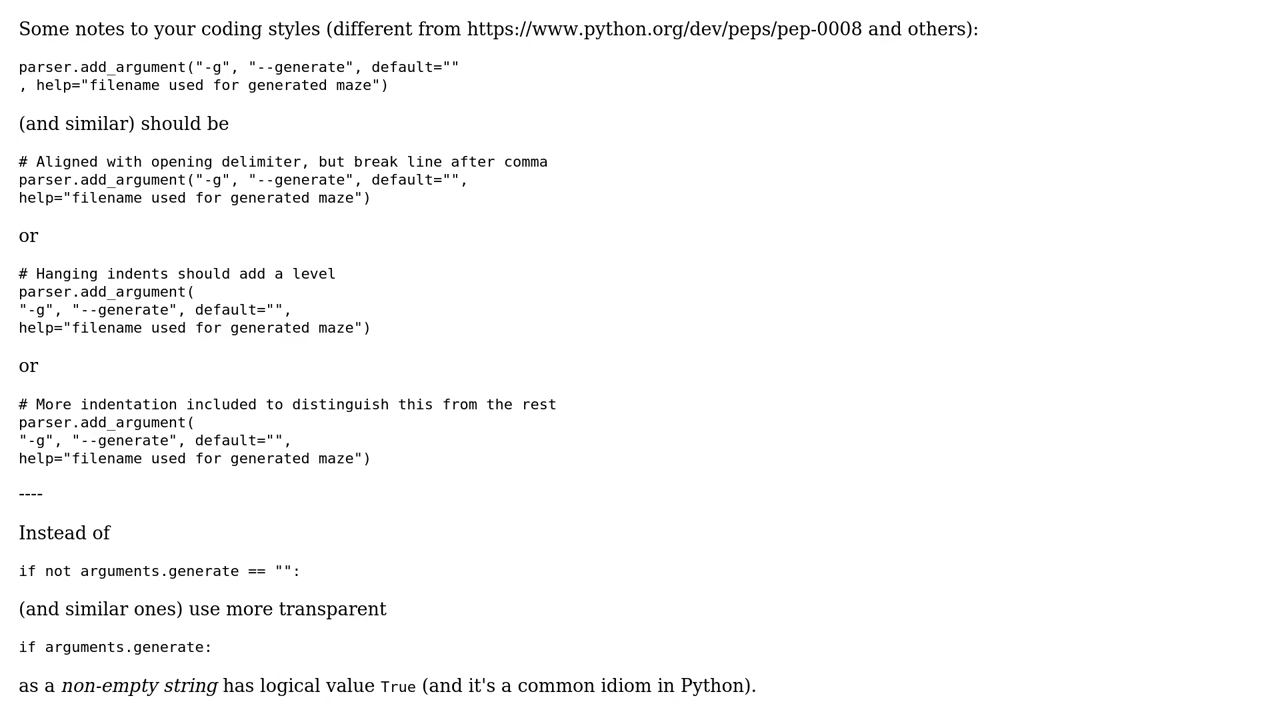 Some notes to your coding styles (different from https://www.python.org/dev/peps/pep-0008 and others):
parser.add_argument("-g", "--generate", default=""
, help="filename used for generated maze")
(and similar) should be
# Aligned with opening delimiter, but break line after comma
parser.add_argument("-g", "--generate", default="",
help="filename used for generated maze")
or
# Hanging indents should add a level
parser.add_argument(
"-g", "--generate", default="",
help="filename used for generated maze")
or
# More indentation included to distinguish this from the rest
parser.add_argument(
"-g", "--generate", default="",
help="filename used for generated maze")
----
Instead of
if not arguments.generate == "":
(and similar ones) use more transparent
if arguments.generate:
as a non-empty string has logical value True (and it's a common idiom in Python).